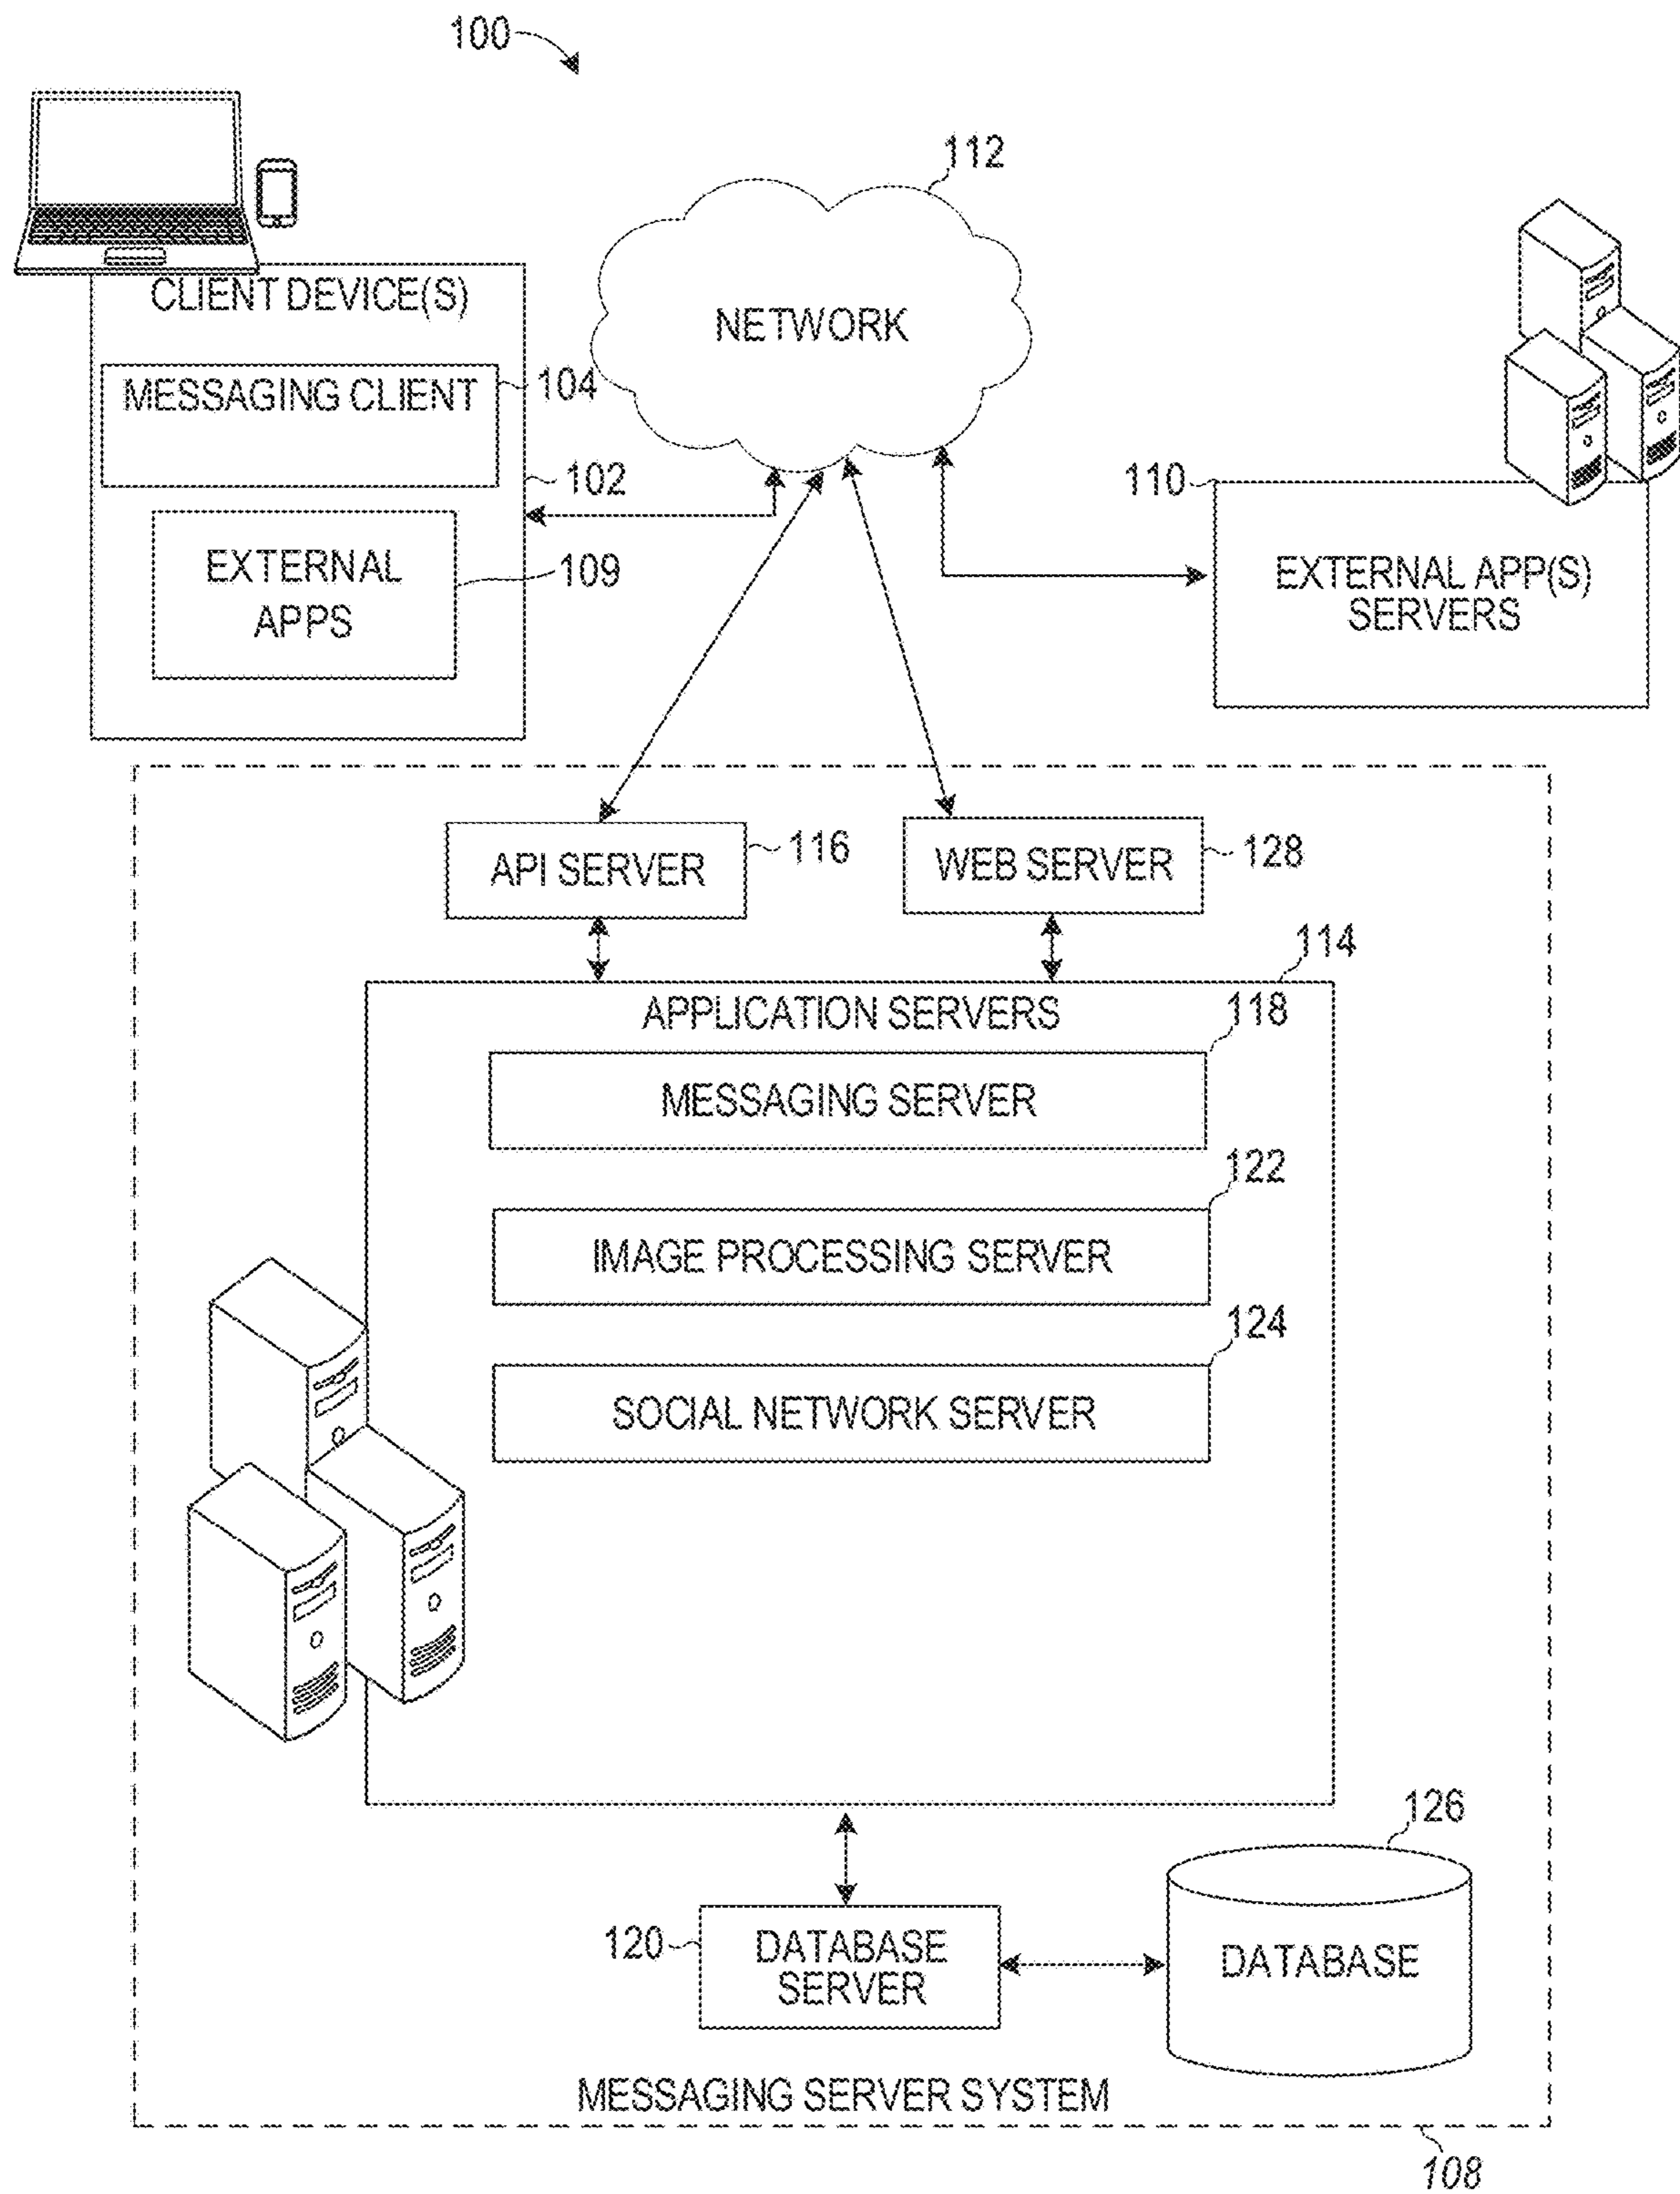 100
112
CLIENT DEVICE(S)
NETWORK
MESSAGING CLIENT
104
102
110
EXTERNAL
APPS
109
EXTERNAL APP(S)
SERVERS
API SERVER
116
WEB SERVER
128
114
APPLICATION SERVERS
118
MESSAGING SERVER
122
IMAGE PROCESSING SERVER
124
SOCIAL NETWORK SERVER
126
120
DATABASE
SERVER
DATABASE
MESSAGING SERVER SYSTEM
108